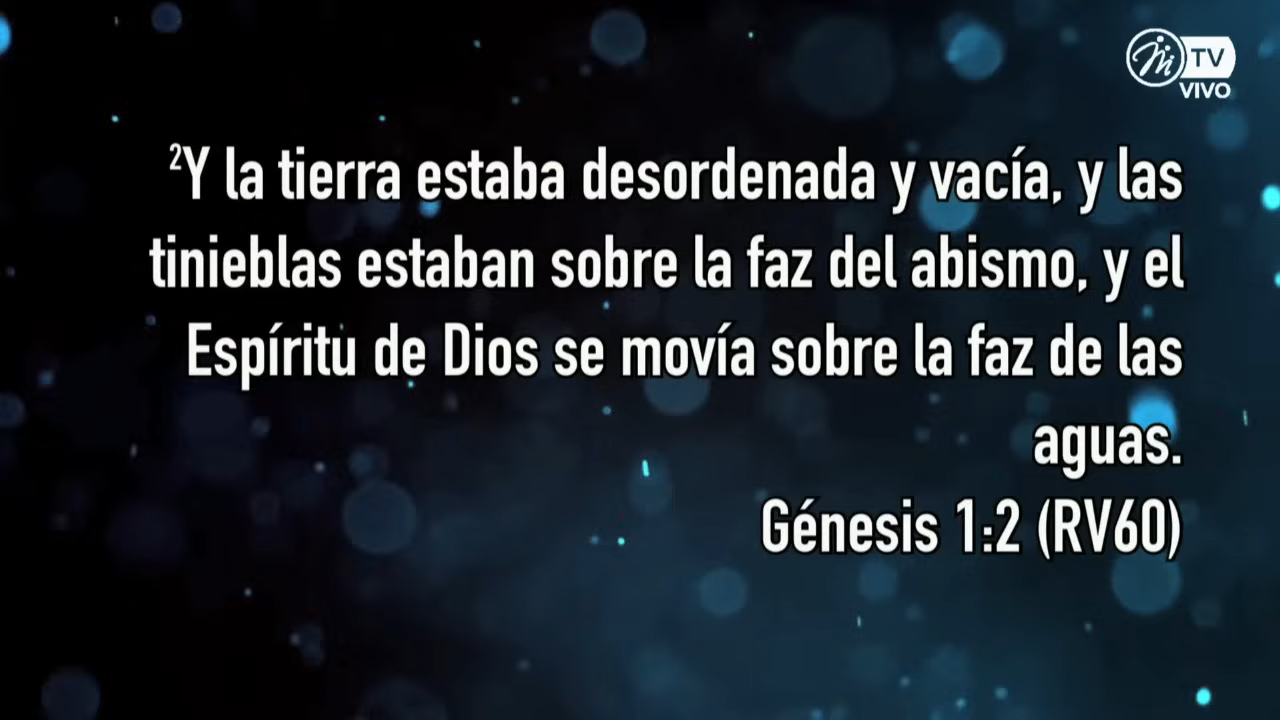 TV
VIVO
²Y la tierra estaba desordenada y vacía, y las
tinieblas estaban sobre la faz del abismo, y el
Espíritu de Dios se movía sobre la faz de las
aguas.
Génesis 1:2 (RV60)